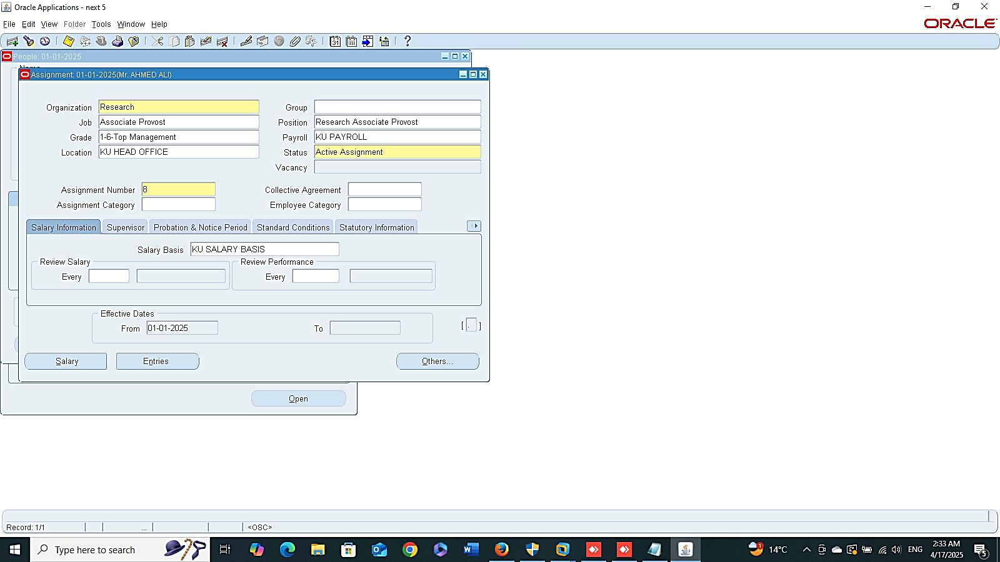 Oracle Applications - next 5
File Edit View Folder Tools Window Help
ORACLE
People: 01-01-2025
Name
Assignment: 01-01-2025(Mr. AHMED ALI)
Organization Research
Group
Job Associate Provost
Position Research Associate Provost
Grade 1-6-Top Management
Payroll KU PAYROLL
Location KU HEAD OFFICE
Status Active Assignment
Vacancy
Assignment Number 8
Collective Agreement
Assignment Category
Employee Category
Salary Information Supervisor Probation & Notice Period Standard Conditions Statutory Information
Salary Basis KU SALARY BASIS
Review Salary
Review Performance
Every
Every
Effective Dates
From 01-01-2025
To
[ . ]
Salary
Entries
Others...
Open
Record: 1/1 ... <OSC>
Type here to search
1
14°C
ENG
2:33 AM
4/17/2025
5